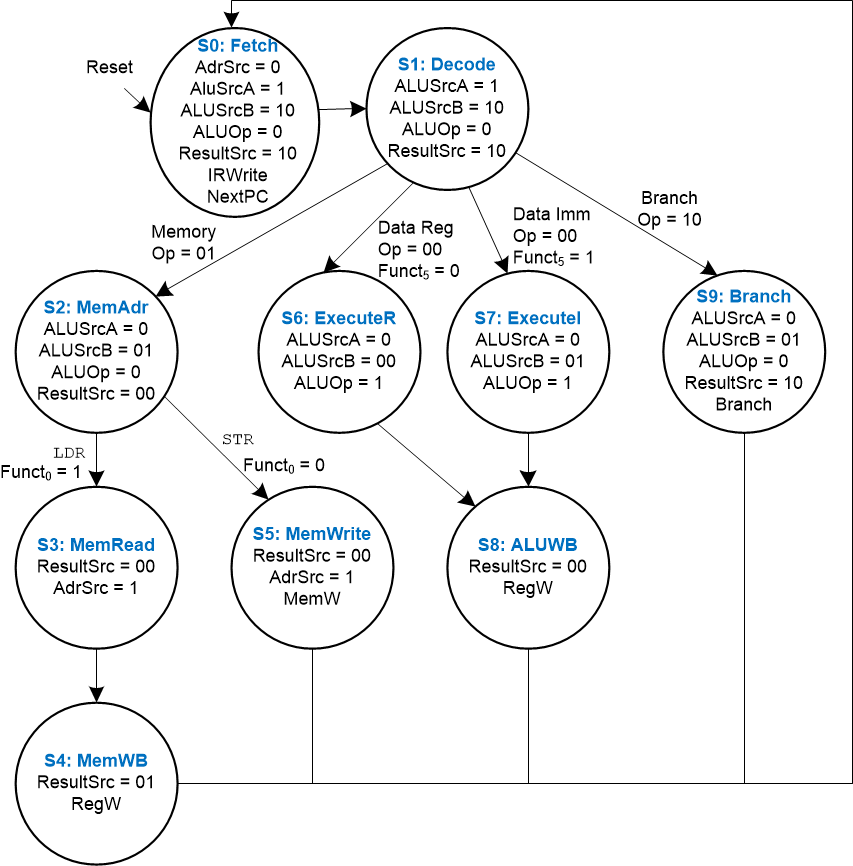 Reset
S0: Fetch
AdrSrc = 0
AluSrcA = 1
ALUSrcB = 10
ALUOp = 0
ResultSrc = 10
IRWrite
NextPC
S1: Decode
ALUSrcA = 1
ALUSrcB = 10
ALUOp = 0
ResultSrc = 10
Memory
Op = 01
Data Reg
Op = 00
Funct₅ = 0
Data Imm
Op = 00
Funct₅ = 1
Branch
Op = 10
S2: MemAdr
ALUSrcA = 0
ALUSrcB = 01
ALUOp = 0
ResultSrc = 00
S6: ExecuteR
ALUSrcA = 0
ALUSrcB = 00
ALUOp = 1
S7: ExecuteI
ALUSrcA = 0
ALUSrcB = 01
ALUOp = 1
S9: Branch
ALUSrcA = 0
ALUSrcB = 01
ALUOp = 0
ResultSrc = 10
Branch
LDR
Funct₀ = 1
STR
Funct₀ = 0
S3: MemRead
ResultSrc = 00
AdrSrc = 1
S5: MemWrite
ResultSrc = 00
AdrSrc = 1
MemW
S8: ALUWB
ResultSrc = 00
RegW
S4: MemWB
ResultSrc = 01
RegW